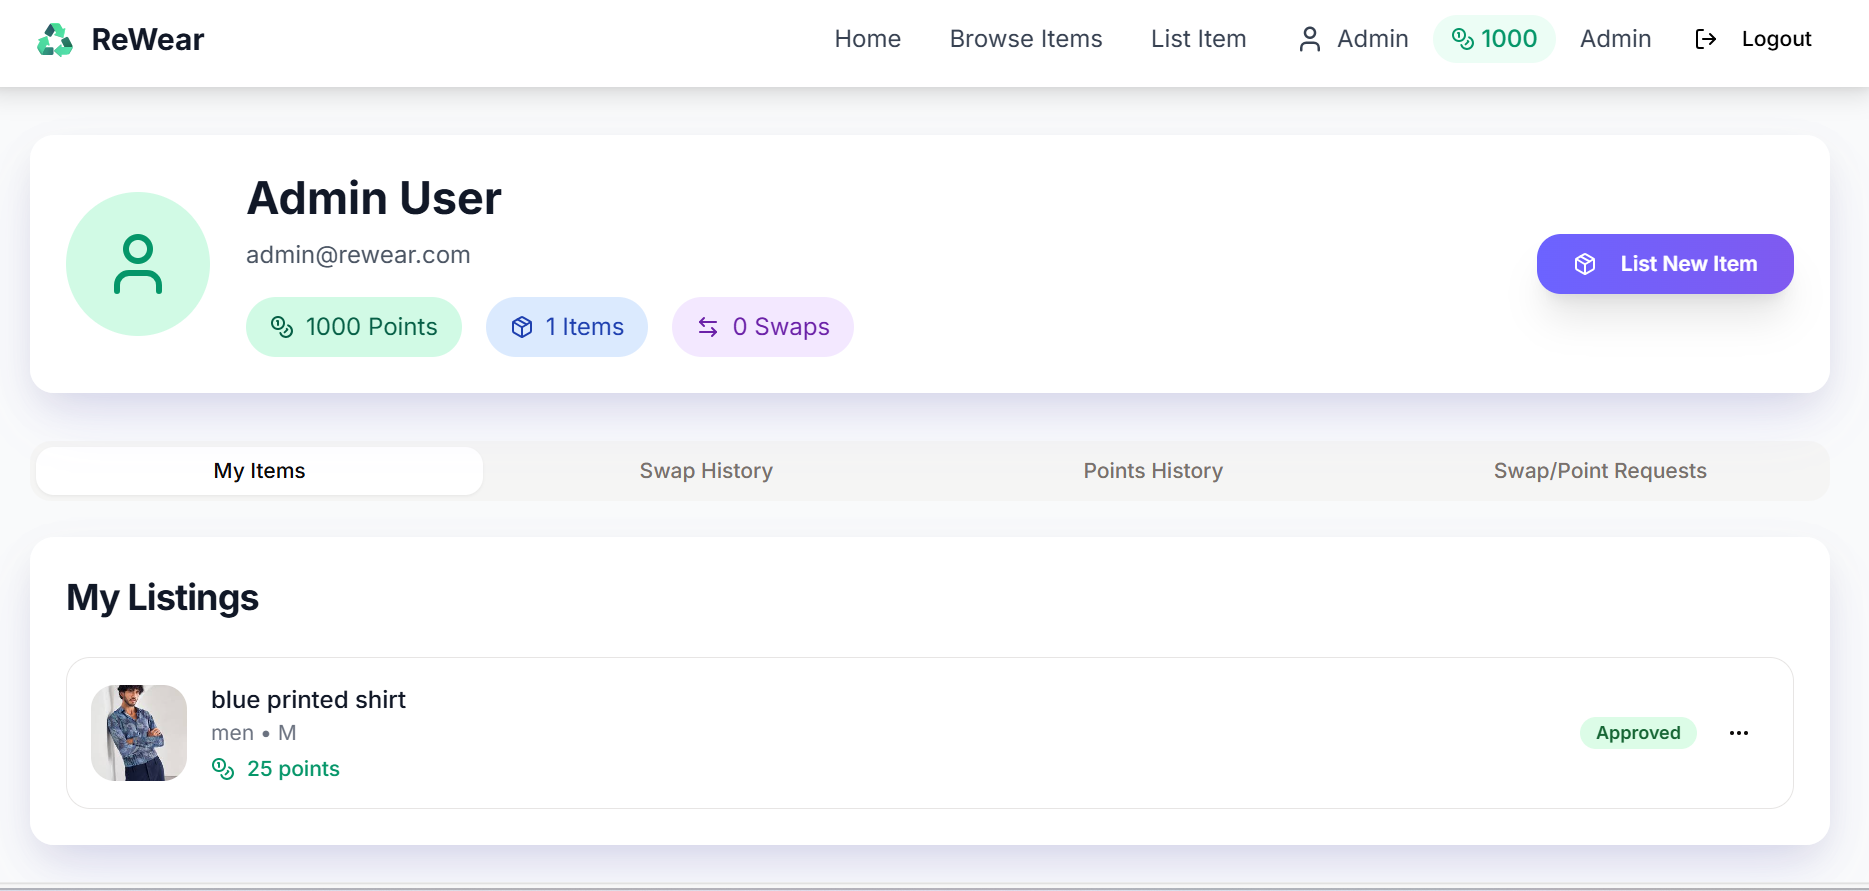 ReWear
Home Browse Items List Item Admin 1000 Admin Logout
Admin User
admin@rewear.com
1000 Points 1 Items 0 Swaps
List New Item
My Items Swap History Points History Swap/Point Requests
My Listings
blue printed shirt
men • M
25 points
Approved